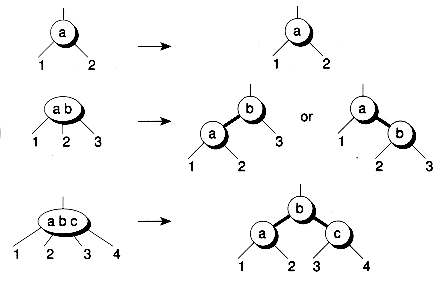 a a
1 2 1 2
a b b or a
a b
1 2 3 1 2 3 1 2 3
a b c b
a c
1 2 3 4 1 2 3 4